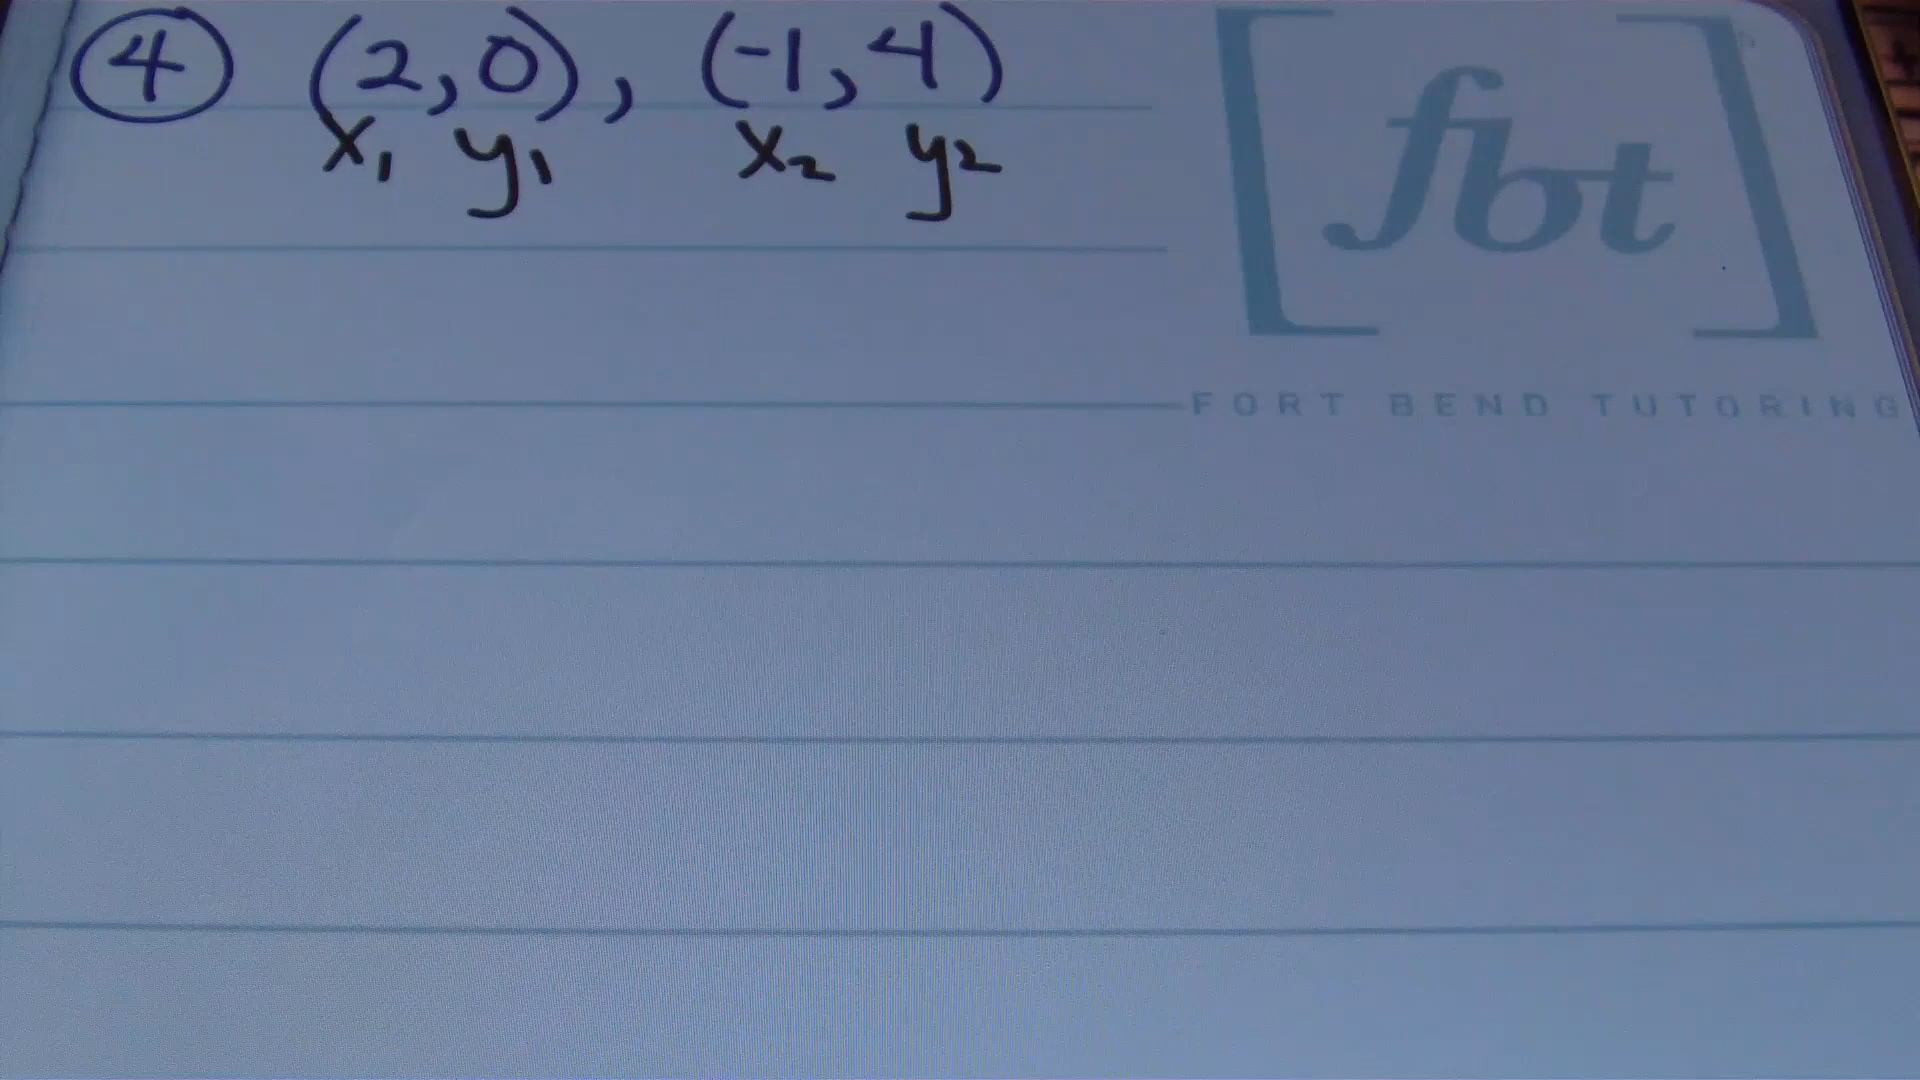 ④ (2,0), (-1,4)
x₁ y₁ x₂ y₂
fbt
FORT BEND TUTORING